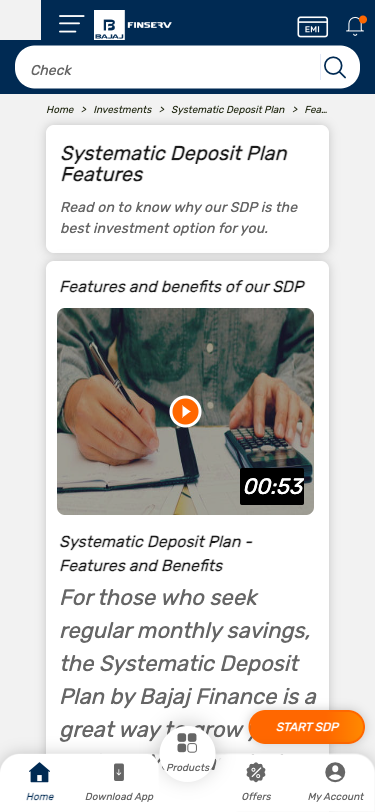 BAJAJ FINSERV
EMI
Check
Home > Investments > Systematic Deposit Plan > Fea...
Systematic Deposit Plan
Features
Read on to know why our SDP is the
best investment option for you.
Features and benefits of our SDP
00:53
Systematic Deposit Plan -
Features and Benefits
For those who seek
regular monthly savings,
the Systematic Deposit
Plan by Bajaj Finance is a
great way to grow
START SDP
Home
Download App
Products
Offers
My Account